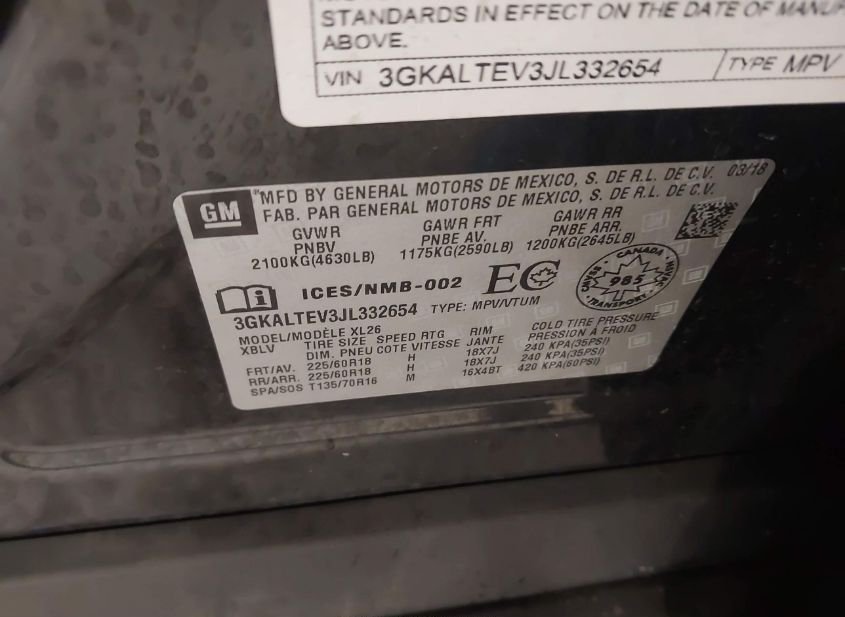 STANDARDS IN EFFECT ON THE DATE OF MANUF
ABOVE.
VIN 3GKALTEV3JL332654 TYPE MPV
GM
MFD BY GENERAL MOTORS DE MEXICO, S. DE R.L. DE C.V. 03/18
FAB. PAR GENERAL MOTORS DE MEXICO, S. DE R.L. DE C.V.
GVWR GAWR FRT GAWR RR
PNBV PNBE AV. PNBE ARR.
2100KG(4630LB) 1175KG(2590LB) 1200KG(2645LB)
i ICES/NMB-002 EC
CANADA
985
TRANSPORT
3GKALTEV3JL332654 TYPE: MPV/VTUM
MODEL/MODÈLE XL26
XBLV TIRE SIZE SPEED RTG RIM COLD TIRE PRESSURE
DIM. PNEU COTE VITESSE JANTE PRESSION À FROID
FRT/AV. 225/60R18 H 18X7J 240 KPA(35PSI)
RR/ARR. 225/60R18 H 18X7J 240 KPA(35PSI)
SPA/SOS T135/70R16 M 16X4BT 420 KPA(60PSI)